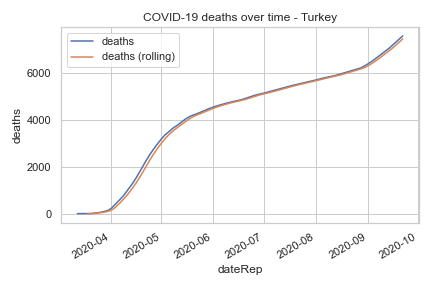 COVID-19 deaths over time - Turkey
deaths
deaths (rolling)
6000
4000
2000
0
deaths
2020-04
2020-05
2020-06
2020-07
2020-08
2020-09
2020-10
dateRep